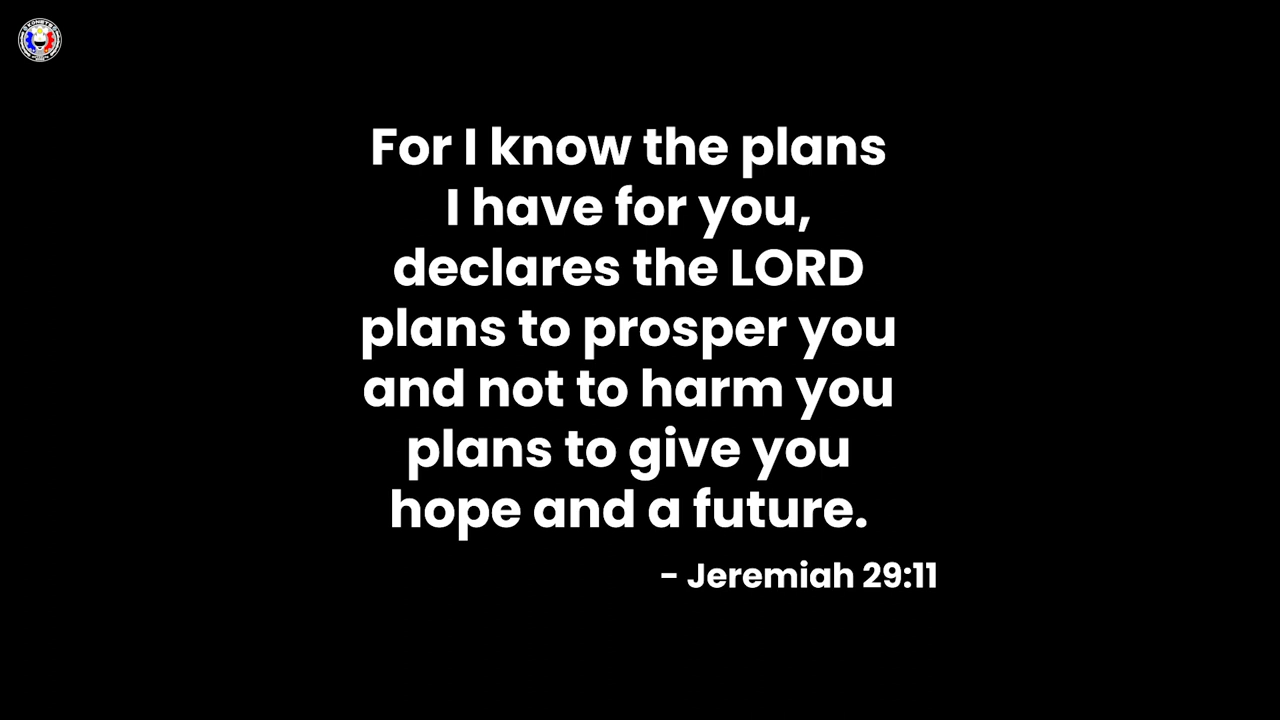 For I know the plans
I have for you,
declares the LORD
plans to prosper you
and not to harm you
plans to give you
hope and a future.
- Jeremiah 29:11